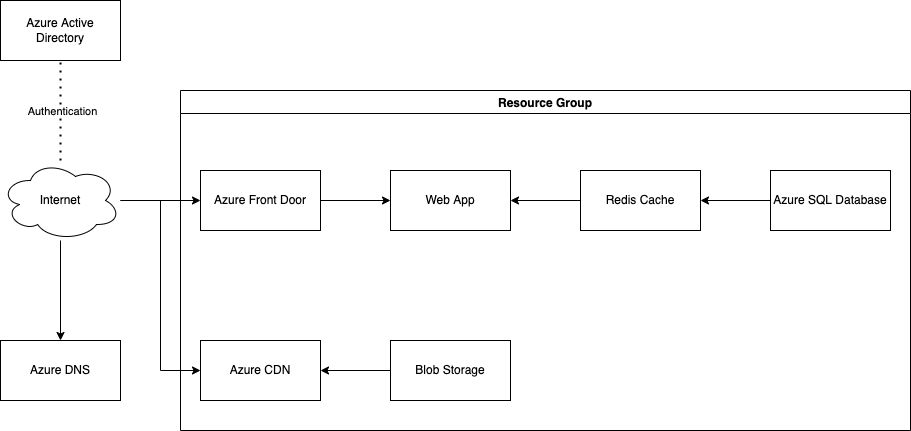 Azure Active
Directory
Authentication
Resource Group
Internet
Azure Front Door
Web App
Redis Cache
Azure SQL Database
Azure DNS
Azure CDN
Blob Storage